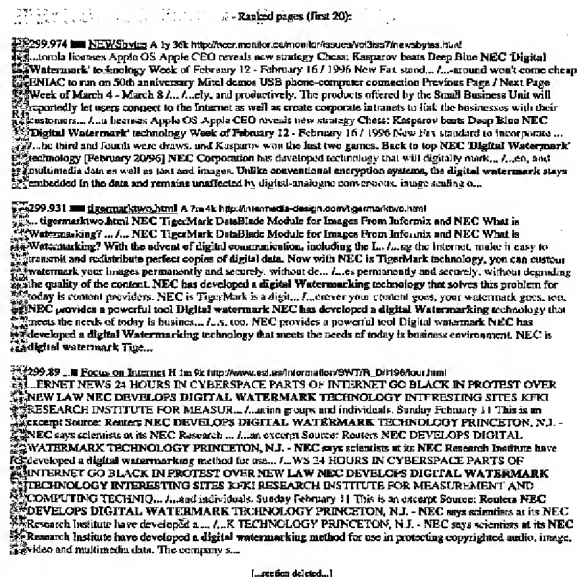 - Ranked pages (first 20):
299.974 NEWSbytes A 1y 36k http://nccr.monitor.ca/monitor/issues/vol3iss7/newsbytes.html
...torola licenses Apple OS Apple CEO reveals new strategy Chess: Kasparov beats Deep Blue NEC 'Digital
Watermark' technology Week of February 12 - February 16 / 1996 New Fax stand... /...-around won't come cheap
ENIAC to run on 50th anniversary Mitel demos USB phone-computer connection Previous Page / Next Page
Week of March 4 - March 8 /... /...ely, and productively. The products offered by the Small Business Unit will
reportedly let users connect to the Internet as well as create corporate intranets to link the businesses with their
customers... /...a licenses Apple OS Apple CEO reveals new strategy Chess: Kasparov beats Deep Blue NEC
'Digital Watermark' technology Week of February 12 - February 16 / 1996 New Fax standard to incorporate ...
/...he third and fourth were draws, and Kasparov won the last two games. Back to top NEC 'Digital Watermark'
technology [February 20/96] NEC Corporation has developed technology that will digitally mark... /...eo, and
multimedia data as well as text and images. Unlike conventional encryption systems, the digital watermark stays
embedded in the data and remains unaffected by digital-analogue conversions, image scaling o...
299.931 tigermarktwo.html A 7m 4k http://intermedia-design.com/tigermarktwo.html
... tigermarktwo.html NEC TigerMark DataBlade Module for Images From Informix and NEC What is
Watermaking? ... /... NEC TigerMark DataBlade Module for Images From Informix and NEC What is
Watermaking? With the advent of digital communication, including the I... /...ng the Internet, make it easy to
transmit and redistribute perfect copies of digital data. Now with NEC is TigerMark technology, you can custom
watermark your images permanently and securely, without de... /...es permanently and securely, without degrading
the quality of the content. NEC has developed a digital Watermarking technology that solves this problem for
today is content providers. NEC is TigerMark is a digit... /...erever your content goes, your watermark goes, too.
NEC provides a powerful tool Digital watermark NEC has developed a digital Watermarking technology that
meets the needs of today is busines... /...s, too. NEC provides a powerful tool Digital watermark NEC has
developed a digital Watermarking technology that meets the needs of today is business environment. NEC is
digital watermark Tige...
299.89 ... Focus on Internet H 1m 9k
...ERNET NEWS 24 HOURS IN CYBERSPACE PARTS OF INTERNET GO BLACK IN PROTEST OVER
NEW LAW NEC DEVELOPS DIGITAL WATERMARK TECHNOLOGY INTERESTING SITES KFKI
RESEARCH INSTITUTE FOR MEASUR... /...ation groups and individuals. Sunday February 11 This is an
excerpt Source: Reuters NEC DEVELOPS DIGITAL WATERMARK TECHNOLOGY PRINCETON, N.J. -
NEC says scientists at its NEC Research ... /...an excerpt Source: Reuters NEC DEVELOPS DIGITAL
WATERMARK TECHNOLOGY PRINCETON, N.J. - NEC says scientists at its NEC Research Institute have
developed a digital watermarking method for use... /...WS 24 HOURS IN CYBERSPACE PARTS OF
INTERNET GO BLACK IN PROTEST OVER NEW LAW NEC DEVELOPS DIGITAL WATERMARK
TECHNOLOGY INTERESTING SITES KFKI RESEARCH INSTITUTE FOR MEASUREMENT AND
COMPUTING TECHNIQ... /...and individuals. Sunday February 11 This is an excerpt Source: Reuters NEC
DEVELOPS DIGITAL WATERMARK TECHNOLOGY PRINCETON, N.J. - NEC says scientists at its NEC
Research Institute have developed a ... /...K TECHNOLOGY PRINCETON, N.J. - NEC says scientists at its NEC
Research Institute have developed a digital watermarking method for use in protecting copyrighted audio, image,
video and multimedia data. The company s...
[...section deleted...]